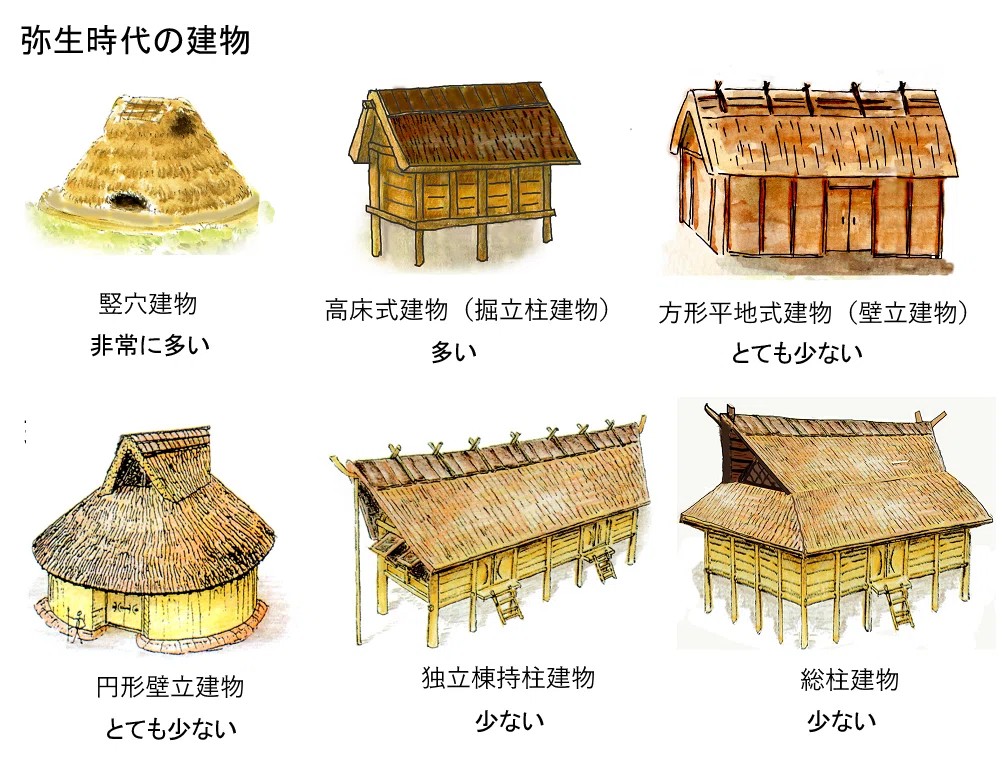 弥生時代の建物
竪穴建物
非常に多い
高床式建物（掘立柱建物）
多い
方形平地式建物（壁立建物）
とても少ない
円形壁立建物
とても少ない
独立棟持柱建物
少ない
総柱建物
少ない